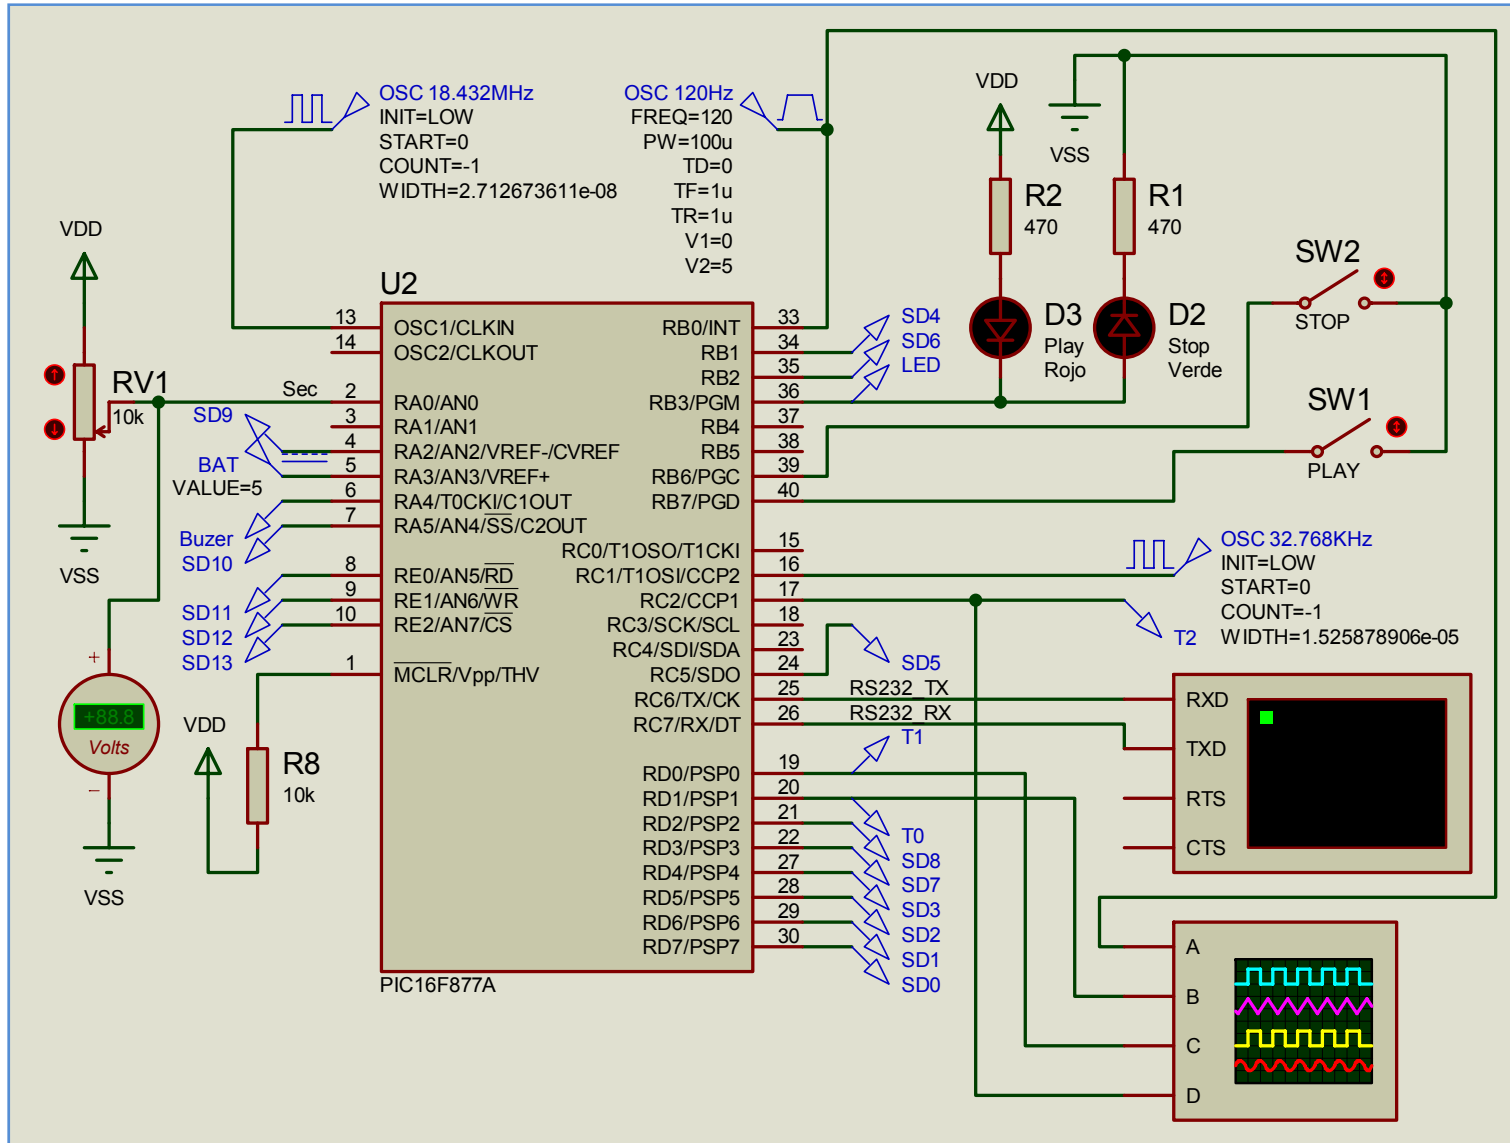 OSC 18.432MHz
INIT=LOW
START=0
COUNT=-1
WIDTH=2.712673611e-08
OSC 120Hz
FREQ=120
PW=100u
TD=0
TF=1u
TR=1u
V1=0
V2=5
VDD
VSS
R2
470
R1
470
D3
Play
Rojo
D2
Stop
Verde
SW2
STOP
SW1
PLAY
VDD
RV1
10k
VSS
Sec
SD9
BAT
VALUE=5
Buzer
SD10
SD11
SD12
SD13
+88.8
Volts
+
−
VSS
VDD
R8
10k
U2
13 OSC1/CLKIN
14 OSC2/CLKOUT
2 RA0/AN0
3 RA1/AN1
4 RA2/AN2/VREF-/CVREF
5 RA3/AN3/VREF+
6 RA4/T0CKI/C1OUT
7 RA5/AN4/SS/C2OUT
8 RE0/AN5/RD
9 RE1/AN6/WR
10 RE2/AN7/CS
1 MCLR/Vpp/THV
RB0/INT 33
RB1 34
RB2 35
RB3/PGM 36
RB4 37
RB5 38
RB6/PGC 39
RB7/PGD 40
RC0/T1OSO/T1CKI 15
RC1/T1OSI/CCP2 16
RC2/CCP1 17
RC3/SCK/SCL 18
RC4/SDI/SDA 23
RC5/SDO 24
RC6/TX/CK 25
RC7/RX/DT 26
RD0/PSP0 19
RD1/PSP1 20
RD2/PSP2 21
RD3/PSP3 22
RD4/PSP4 27
RD5/PSP5 28
RD6/PSP6 29
RD7/PSP7 30
PIC16F877A
SD4
SD6
LED
OSC 32.768KHz
INIT=LOW
START=0
COUNT=-1
WIDTH=1.525878906e-05
T2
SD5
RS232_TX
RS232_RX
T1
T0
SD8
SD7
SD3
SD2
SD1
SD0
RXD
TXD
RTS
CTS
A
B
C
D